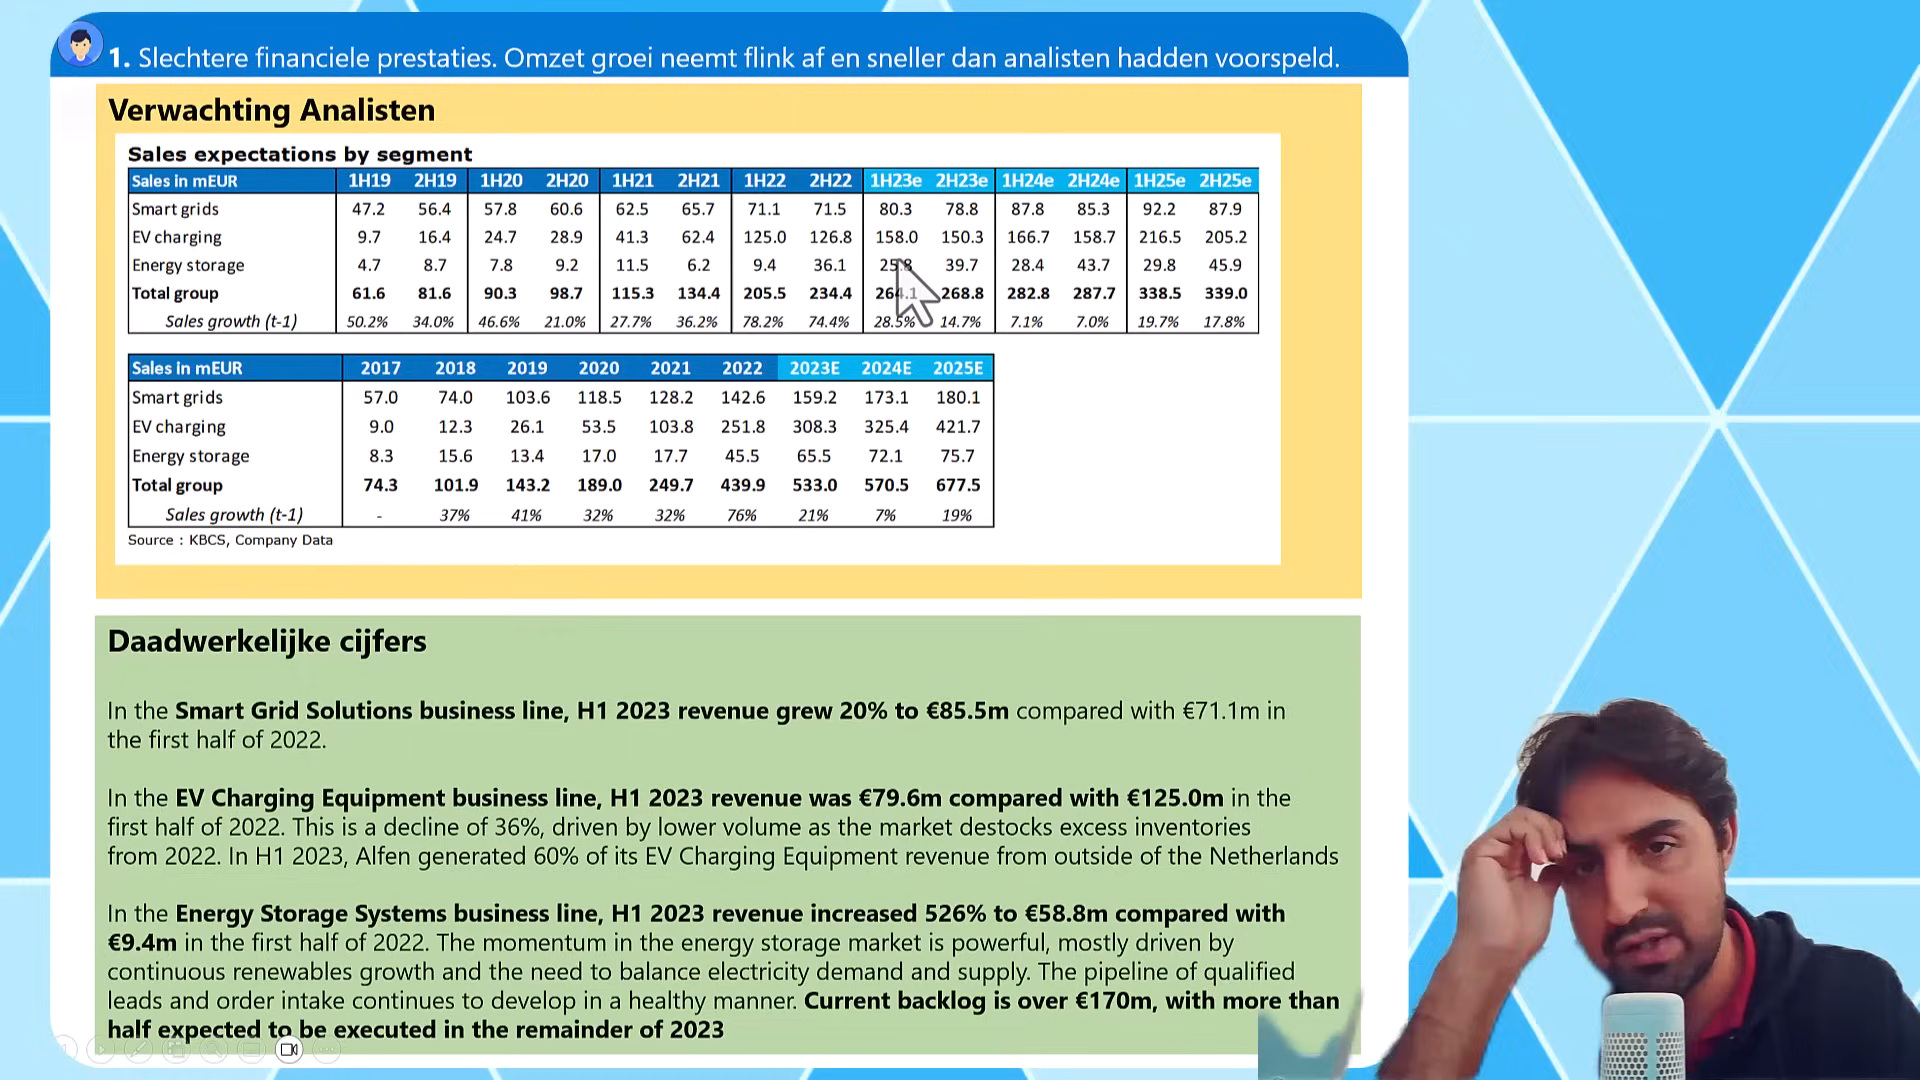 1. Slechtere financiele prestaties. Omzet groei neemt flink af en sneller dan analisten hadden voorspeld.
Verwachting Analisten
Sales expectations by segment
Sales in mEUR 1H19 2H19 1H20 2H20 1H21 2H21 1H22 2H22 1H23e 2H23e 1H24e 2H24e 1H25e 2H25e
Smart grids 47.2 56.4 57.8 60.6 62.5 65.7 71.1 71.5 80.3 78.8 87.8 85.3 92.2 87.9
EV charging 9.7 16.4 24.7 28.9 41.3 62.4 125.0 126.8 158.0 150.3 166.7 158.7 216.5 205.2
Energy storage 4.7 8.7 7.8 9.2 11.5 6.2 9.4 36.1 25.8 39.7 28.4 43.7 29.8 45.9
Total group 61.6 81.6 90.3 98.7 115.3 134.4 205.5 234.4 264.1 268.8 282.8 287.7 338.5 339.0
Sales growth (t-1) 50.2% 34.0% 46.6% 21.0% 27.7% 36.2% 78.2% 74.4% 28.5% 14.7% 7.1% 7.0% 19.7% 17.8%
Sales in mEUR 2017 2018 2019 2020 2021 2022 2023E 2024E 2025E
Smart grids 57.0 74.0 103.6 118.5 128.2 142.6 159.2 173.1 180.1
EV charging 9.0 12.3 26.1 53.5 103.8 251.8 308.3 325.4 421.7
Energy storage 8.3 15.6 13.4 17.0 17.7 45.5 65.5 72.1 75.7
Total group 74.3 101.9 143.2 189.0 249.7 439.9 533.0 570.5 677.5
Sales growth (t-1) - 37% 41% 32% 32% 76% 21% 7% 19%
Source : KBCS, Company Data
Daadwerkelijke cijfers
In the Smart Grid Solutions business line, H1 2023 revenue grew 20% to €85.5m compared with €71.1m in
the first half of 2022.
In the EV Charging Equipment business line, H1 2023 revenue was €79.6m compared with €125.0m in the
first half of 2022. This is a decline of 36%, driven by lower volume as the market destocks excess inventories
from 2022. In H1 2023, Alfen generated 60% of its EV Charging Equipment revenue from outside of the Netherlands
In the Energy Storage Systems business line, H1 2023 revenue increased 526% to €58.8m compared with
€9.4m in the first half of 2022. The momentum in the energy storage market is powerful, mostly driven by
continuous renewables growth and the need to balance electricity demand and supply. The pipeline of qualified
leads and order intake continues to develop in a healthy manner. Current backlog is over €170m, with more than
half expected to be executed in the remainder of 2023